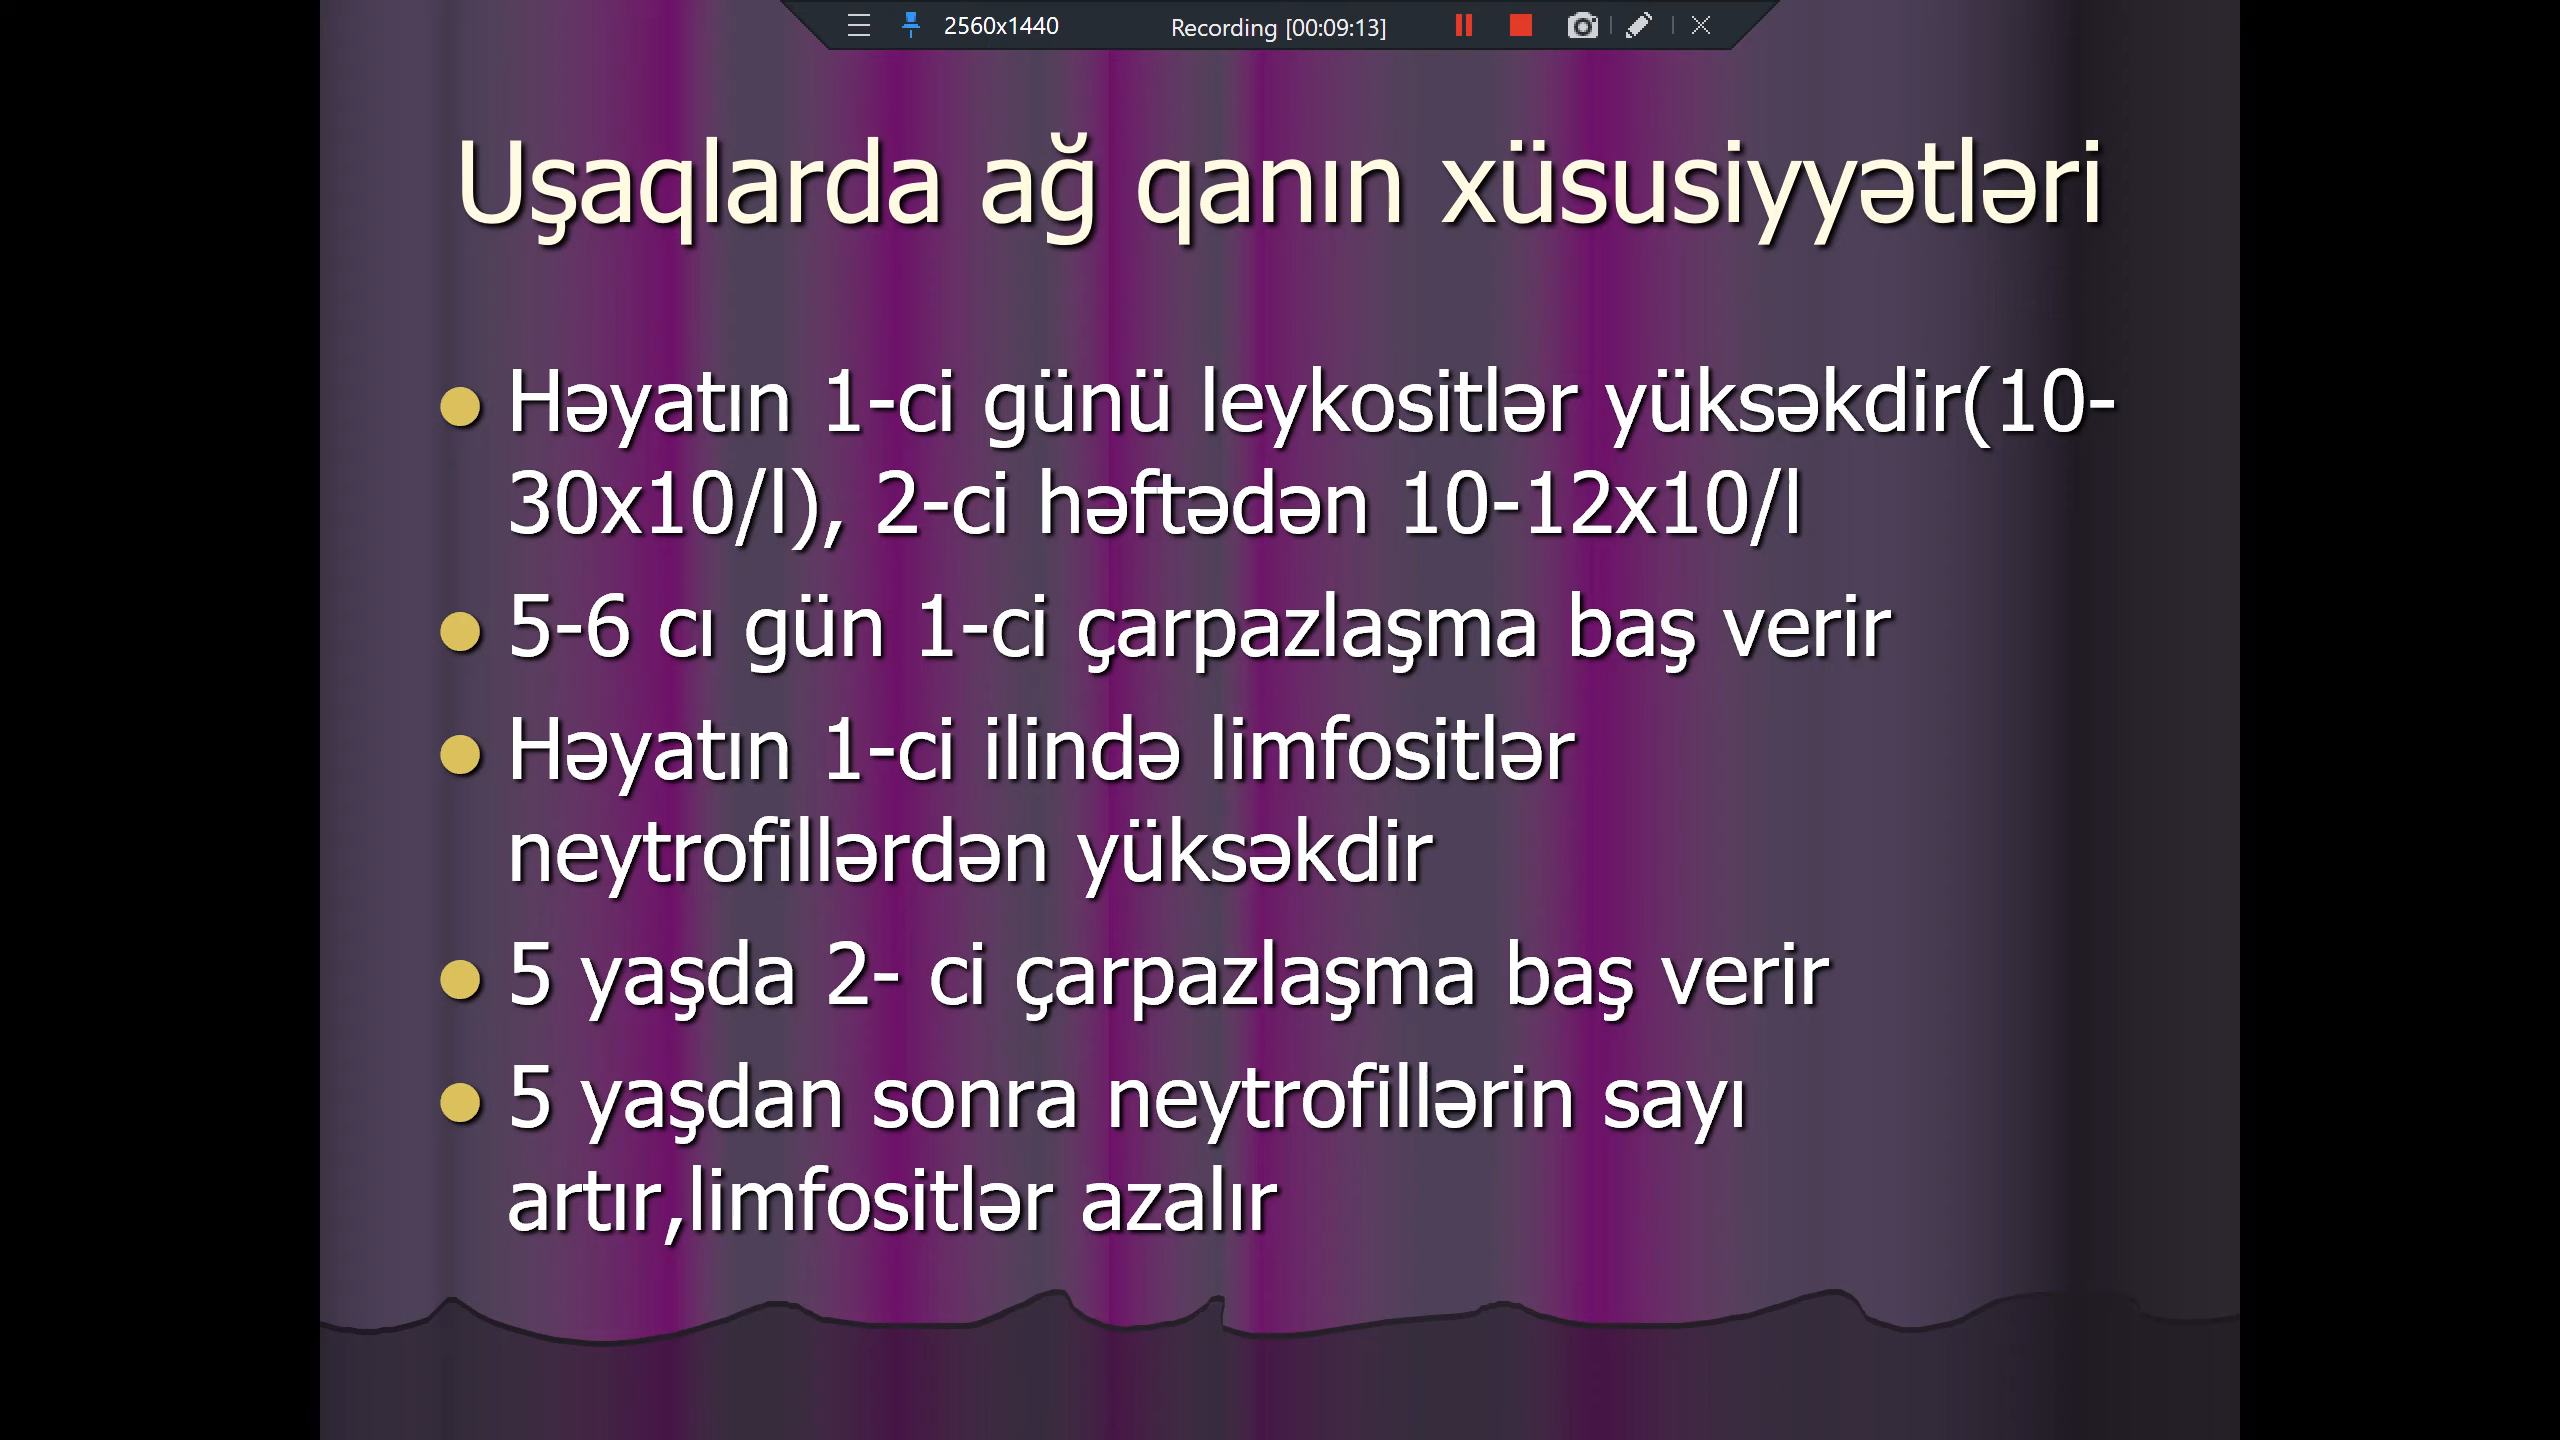 2560x1440 Recording [00:09:13]
Uşaqlarda ağ qanın xüsusiyyətləri
Həyatın 1-ci günü leykositlər yüksəkdir(10-
30x10/l), 2-ci həftədən 10-12x10/l
5-6 cı gün 1-ci çarpazlaşma baş verir
Həyatın 1-ci ilində limfositlər
neytrofillərdən yüksəkdir
5 yaşda 2- ci çarpazlaşma baş verir
5 yaşdan sonra neytrofillərin sayı
artır,limfositlər azalır